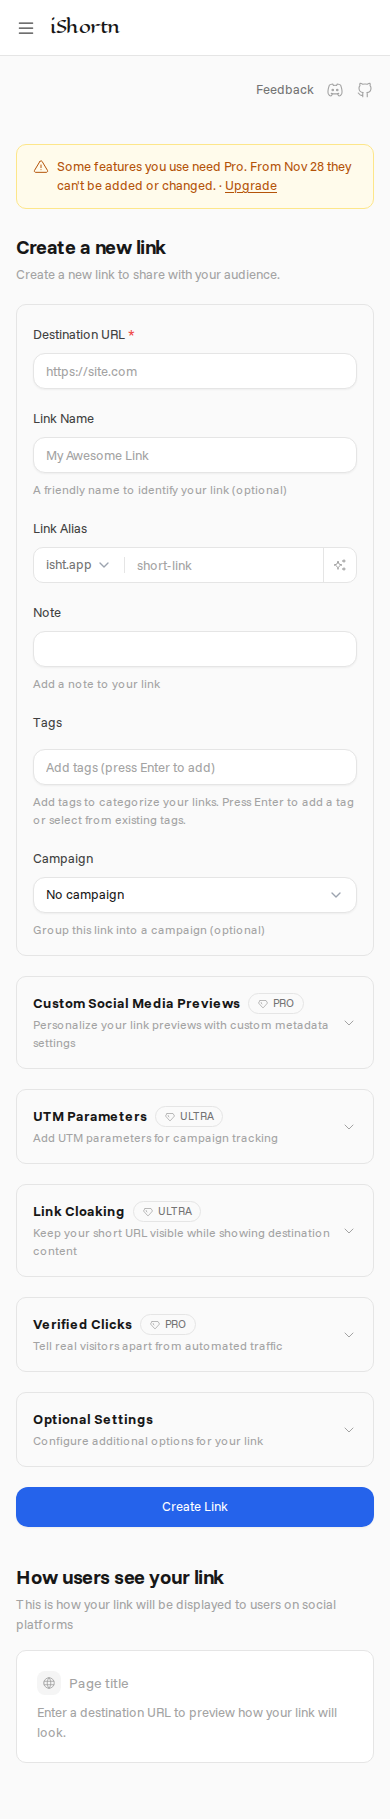 iShortn
Feedback
Some features you use need Pro. From Nov 28 they
can't be added or changed. · Upgrade
Create a new link
Create a new link to share with your audience.
Destination URL *
https://site.com
Link Name
My Awesome Link
A friendly name to identify your link (optional)
Link Alias
isht.app short-link
Note
Add a note to your link
Tags
Add tags (press Enter to add)
Add tags to categorize your links. Press Enter to add a tag
or select from existing tags.
Campaign
No campaign
Group this link into a campaign (optional)
Custom Social Media Previews PRO
Personalize your link previews with custom metadata
settings
UTM Parameters ULTRA
Add UTM parameters for campaign tracking
Link Cloaking ULTRA
Keep your short URL visible while showing destination
content
Verified Clicks PRO
Tell real visitors apart from automated traffic
Optional Settings
Configure additional options for your link
Create Link
How users see your link
This is how your link will be displayed to users on social
platforms
Page title
Enter a destination URL to preview how your link will
look.